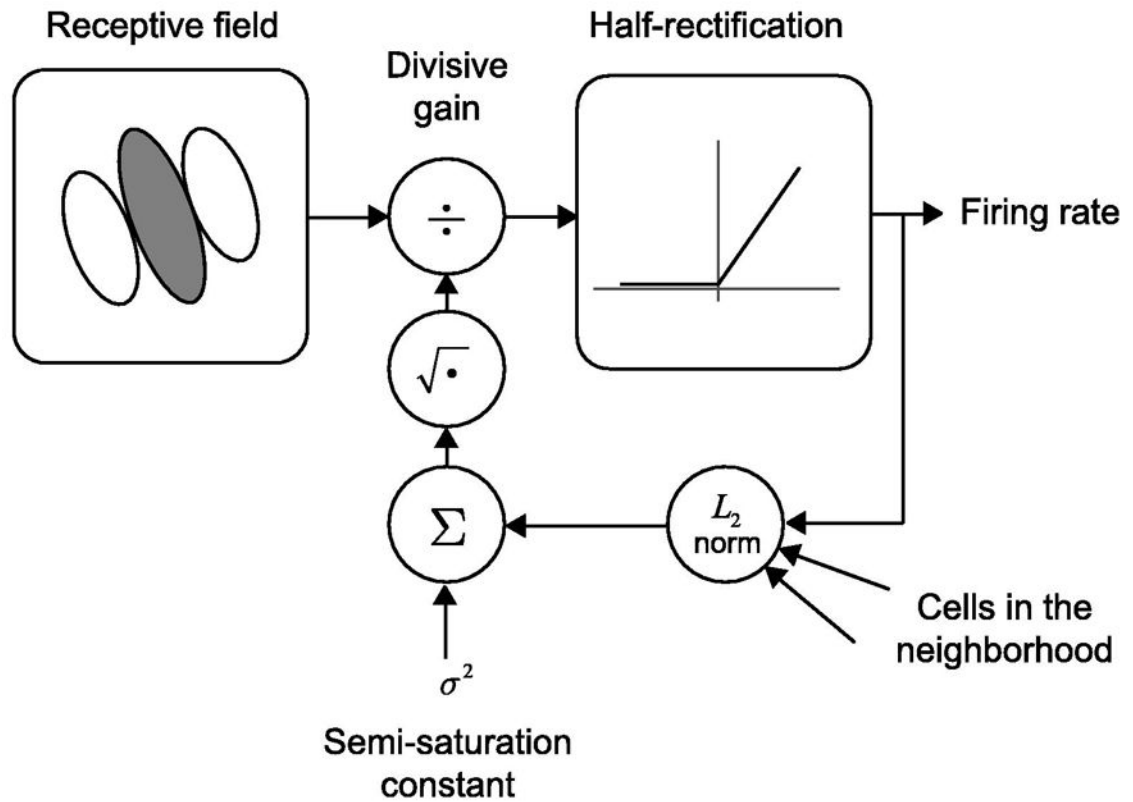 Receptive field
Half-rectification
Divisive
gain
÷
Firing rate
√•
Σ
L₂
norm
Cells in the
neighborhood
σ²
Semi-saturation
constant